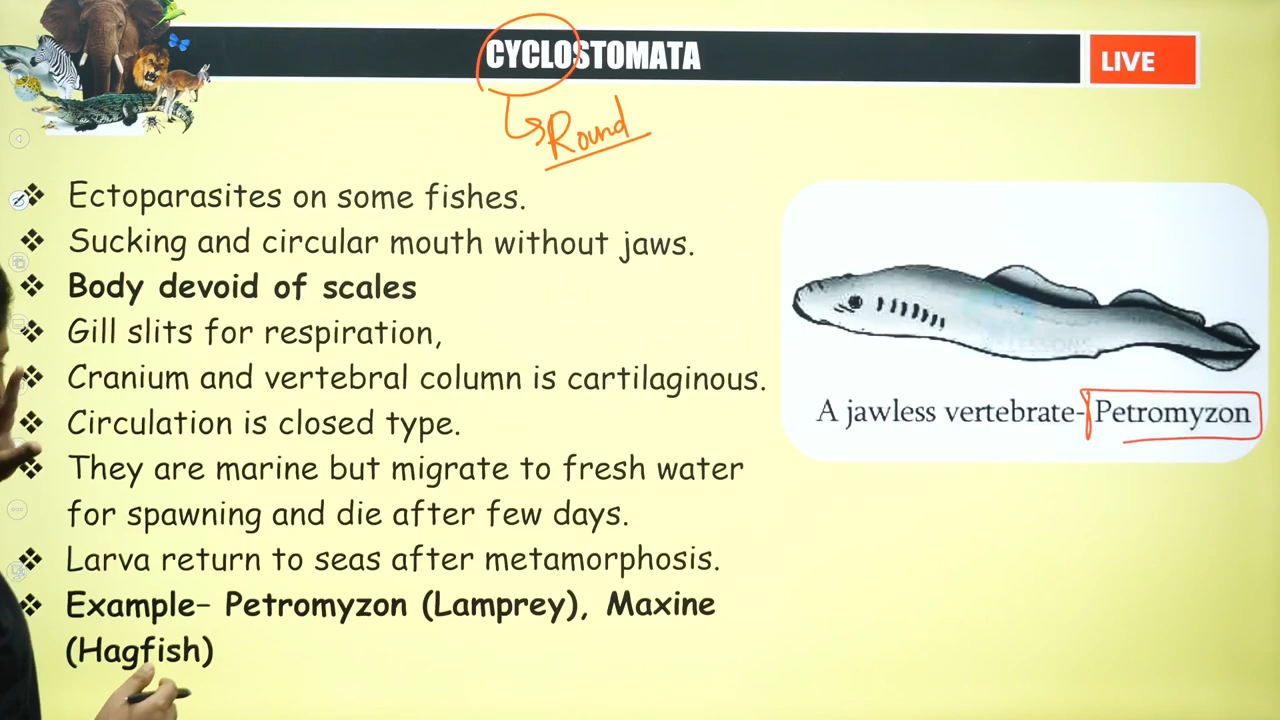 CYCLOSTOMATA
LIVE
Round
❖ Ectoparasites on some fishes.
❖ Sucking and circular mouth without jaws.
❖ Body devoid of scales
❖ Gill slits for respiration,
❖ Cranium and vertebral column is cartilaginous.
❖ Circulation is closed type.
❖ They are marine but migrate to fresh water
for spawning and die after few days.
❖ Larva return to seas after metamorphosis.
❖ Example– Petromyzon (Lamprey), Maxine
(Hagfish)
A jawless vertebrate-Petromyzon